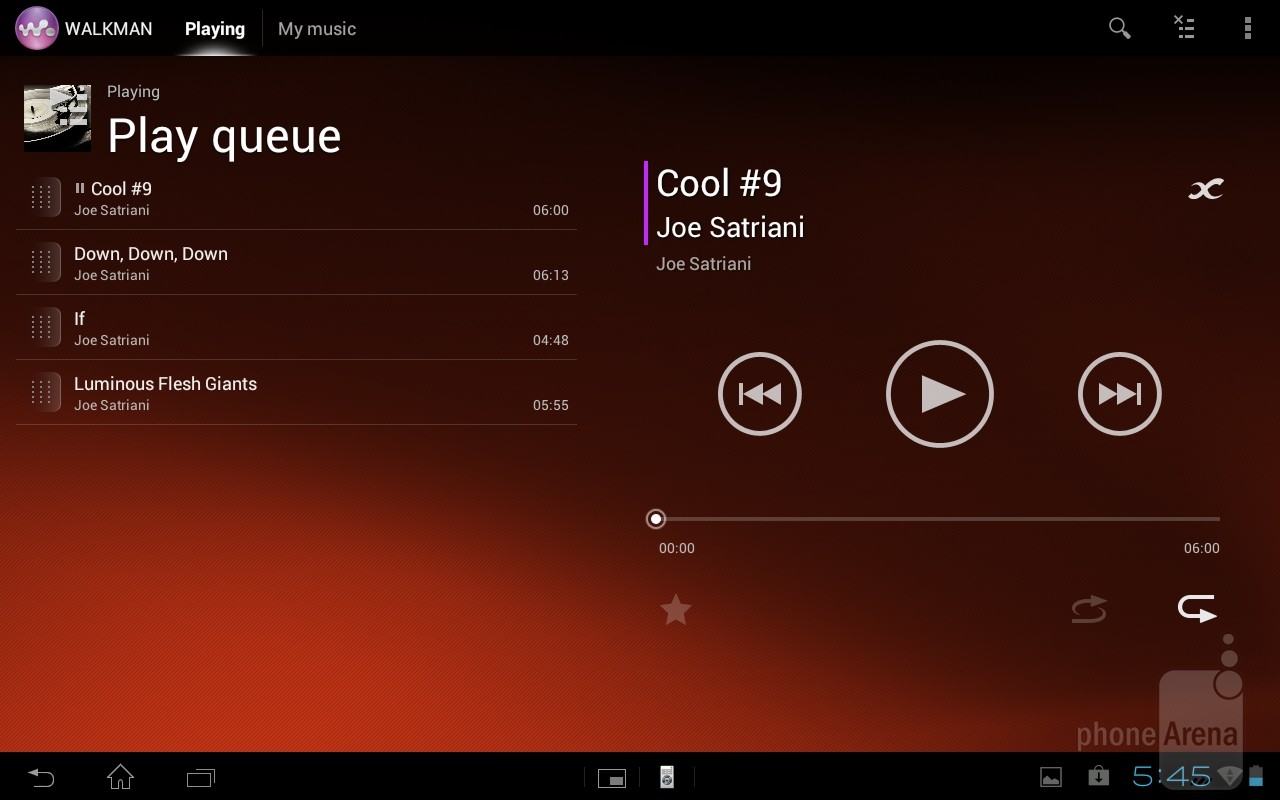 WALKMAN Playing My music
Playing
Play queue
Cool #9
Joe Satriani 06:00
Down, Down, Down
Joe Satriani 06:13
If
Joe Satriani 04:48
Luminous Flesh Giants
Joe Satriani 05:55
Cool #9
Joe Satriani
Joe Satriani
00:00 06:00
phoneArena
5:45